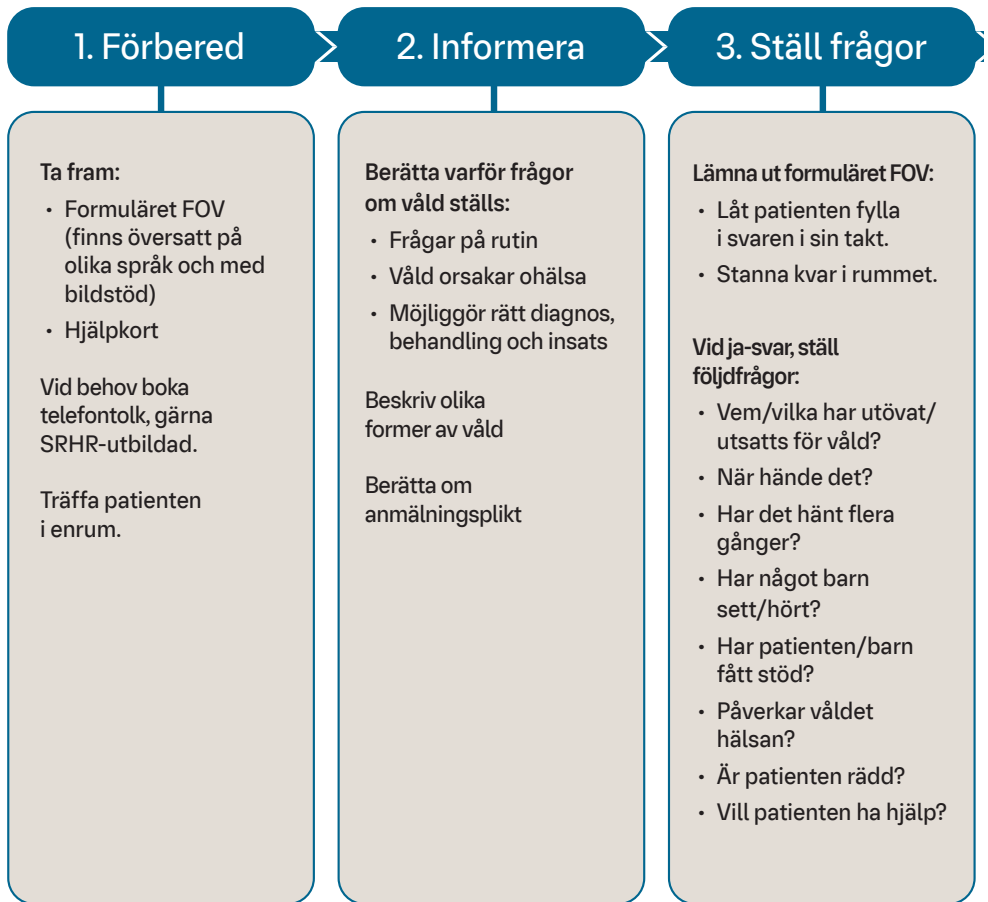 1. Förbered
2. Informera
3. Ställ frågor
Ta fram:
• Formuläret FOV
(finns översatt på
olika språk och med
bildstöd)
• Hjälpkort
Vid behov boka
telefontolk, gärna
SRHR-utbildad.
Träffa patienten
i enrum.
Berätta varför frågor
om våld ställs:
• Frågar på rutin
• Våld orsakar ohälsa
• Möjliggör rätt diagnos,
behandling och insats
Beskriv olika
former av våld
Berätta om
anmälningsplikt
Lämna ut formuläret FOV:
• Låt patienten fylla
i svaren i sin takt.
• Stanna kvar i rummet.
Vid ja-svar, ställ
följdfrågor:
• Vem/vilka har utövat/
utsatts för våld?
• När hände det?
• Har det hänt flera
gånger?
• Har något barn
sett/hört?
• Har patienten/barn
fått stöd?
• Påverkar våldet
hälsan?
• Är patienten rädd?
• Vill patienten ha hjälp?